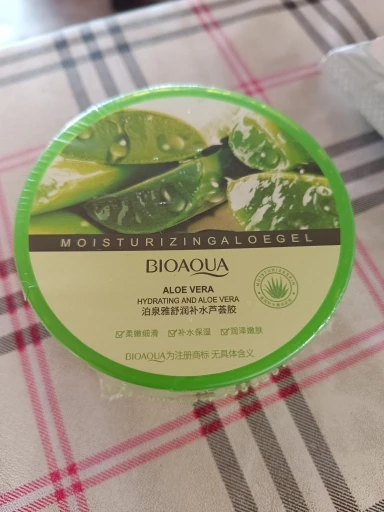 MOISTURIZINGALOEGEL
BIOAQUA
ALOE VERA
HYDRATING AND ALOE VERA
泊泉雅舒润补水芦荟胶
柔嫩细滑 补水保湿 润泽嫩肤
BIOAQUA为注册商标 无具体含义